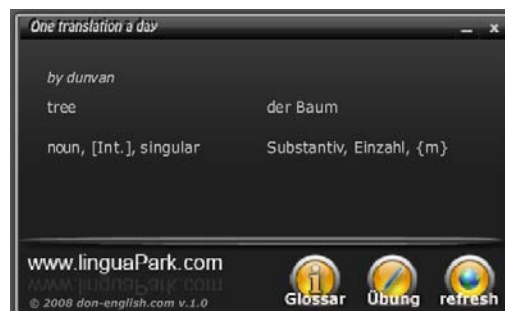 One translation a day
by dunvan
tree der Baum
noun, [Int.], singular Substantiv, Einzahl, {m}
www.linguaPark.com
© 2008 don-english.com v.1.0
Glossar Übung refresh